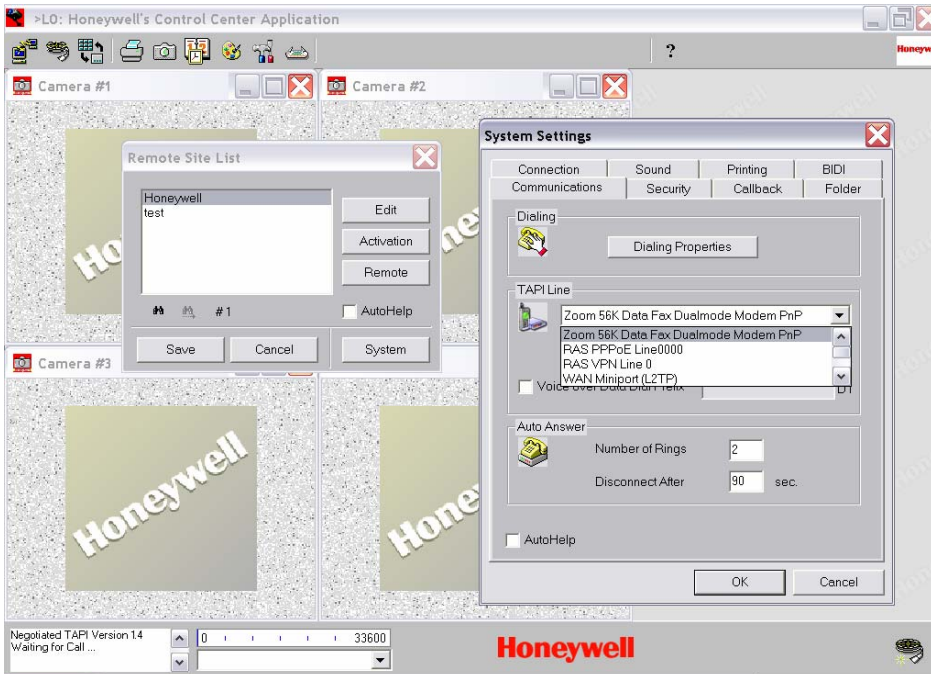 >L0: Honeywell's Control Center Application
?
Honeyw
Camera #1
Camera #2
Remote Site List
Honeywell
test
Edit
Activation
Remote
#1
AutoHelp
Save
Cancel
System
System Settings
Connection
Sound
Printing
BIDI
Communications
Security
Callback
Folder
Dialing
Dialing Properties
TAPI Line
Zoom 56K Data Fax Dualmode Modem PnP
Zoom 56K Data Fax Dualmode Modem PnP
RAS PPPoE Line0000
RAS VPN Line 0
WAN Miniport (L2TP)
Auto Answer
Number of Rings
2
Disconnect After
90
sec.
AutoHelp
OK
Cancel
Camera #3
Honeywell
Negotiated TAPI Version 1.4
Waiting for Call ...
0
33600
Honeywell